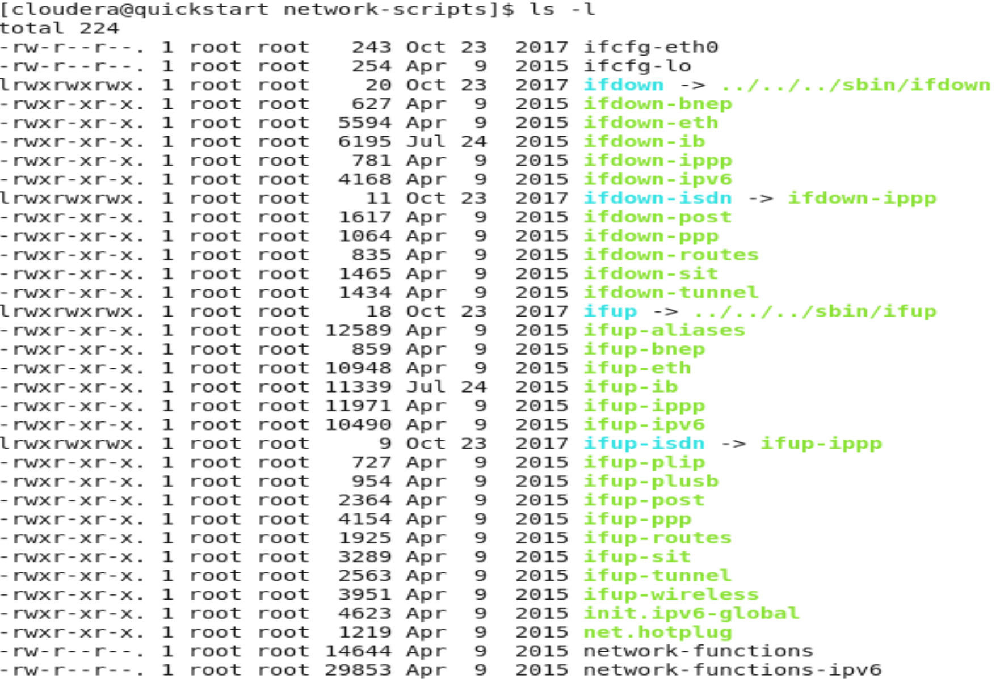 [cloudera@quickstart network-scripts]$ ls -l
total 224
-rw-r--r--. 1 root root   243 Oct 23  2017 ifcfg-eth0
-rw-r--r--. 1 root root   254 Apr  9  2015 ifcfg-lo
lrwxrwxrwx. 1 root root    20 Oct 23  2017 ifdown -> ../../../sbin/ifdown
-rwxr-xr-x. 1 root root   627 Apr  9  2015 ifdown-bnep
-rwxr-xr-x. 1 root root  5594 Apr  9  2015 ifdown-eth
-rwxr-xr-x. 1 root root  6195 Jul 24  2015 ifdown-ib
-rwxr-xr-x. 1 root root   781 Apr  9  2015 ifdown-ippp
-rwxr-xr-x. 1 root root  4168 Apr  9  2015 ifdown-ipv6
lrwxrwxrwx. 1 root root    11 Oct 23  2017 ifdown-isdn -> ifdown-ippp
-rwxr-xr-x. 1 root root  1617 Apr  9  2015 ifdown-post
-rwxr-xr-x. 1 root root  1064 Apr  9  2015 ifdown-ppp
-rwxr-xr-x. 1 root root   835 Apr  9  2015 ifdown-routes
-rwxr-xr-x. 1 root root  1465 Apr  9  2015 ifdown-sit
-rwxr-xr-x. 1 root root  1434 Apr  9  2015 ifdown-tunnel
lrwxrwxrwx. 1 root root    18 Oct 23  2017 ifup -> ../../../sbin/ifup
-rwxr-xr-x. 1 root root 12589 Apr  9  2015 ifup-aliases
-rwxr-xr-x. 1 root root   859 Apr  9  2015 ifup-bnep
-rwxr-xr-x. 1 root root 10948 Apr  9  2015 ifup-eth
-rwxr-xr-x. 1 root root 11339 Jul 24  2015 ifup-ib
-rwxr-xr-x. 1 root root 11971 Apr  9  2015 ifup-ippp
-rwxr-xr-x. 1 root root 10490 Apr  9  2015 ifup-ipv6
lrwxrwxrwx. 1 root root     9 Oct 23  2017 ifup-isdn -> ifup-ippp
-rwxr-xr-x. 1 root root   727 Apr  9  2015 ifup-plip
-rwxr-xr-x. 1 root root   954 Apr  9  2015 ifup-plusb
-rwxr-xr-x. 1 root root  2364 Apr  9  2015 ifup-post
-rwxr-xr-x. 1 root root  4154 Apr  9  2015 ifup-ppp
-rwxr-xr-x. 1 root root  1925 Apr  9  2015 ifup-routes
-rwxr-xr-x. 1 root root  3289 Apr  9  2015 ifup-sit
-rwxr-xr-x. 1 root root  2563 Apr  9  2015 ifup-tunnel
-rwxr-xr-x. 1 root root  3951 Apr  9  2015 ifup-wireless
-rwxr-xr-x. 1 root root  4623 Apr  9  2015 init.ipv6-global
-rwxr-xr-x. 1 root root  1219 Apr  9  2015 net.hotplug
-rw-r--r--. 1 root root 14644 Apr  9  2015 network-functions
-rw-r--r--. 1 root root 29853 Apr  9  2015 network-functions-ipv6